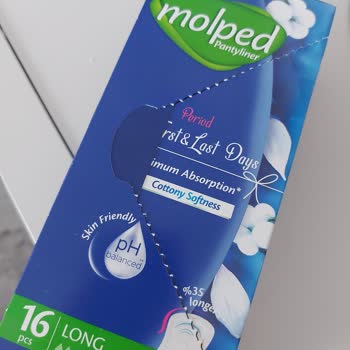 molped
Pantyliner
Period
rst & Last Days
imum Absorption*
Cottony Softness
Skin Friendly
pH
balanced**
%35
longer
16
pcs
LONG